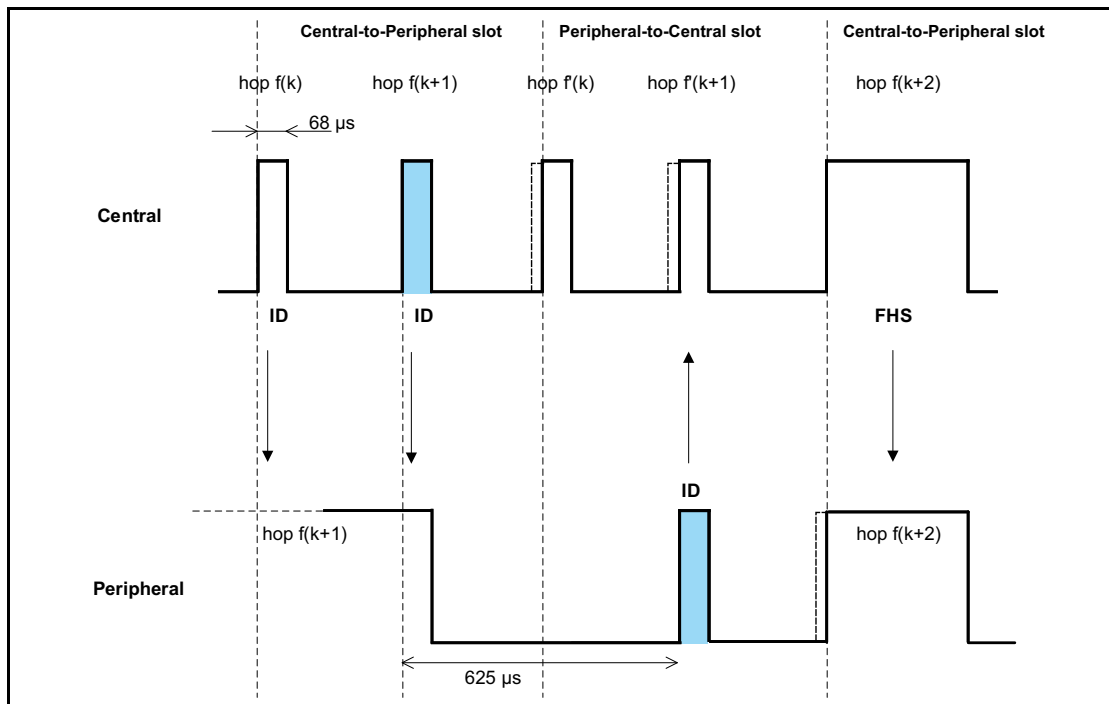 Central-to-Peripheral slot
Peripheral-to-Central slot
Central-to-Peripheral slot
hop f(k)
hop f(k+1)
hop f'(k)
hop f'(k+1)
hop f(k+2)
68 µs
Central
ID
ID
FHS
ID
hop f(k+1)
hop f(k+2)
Peripheral
625 µs